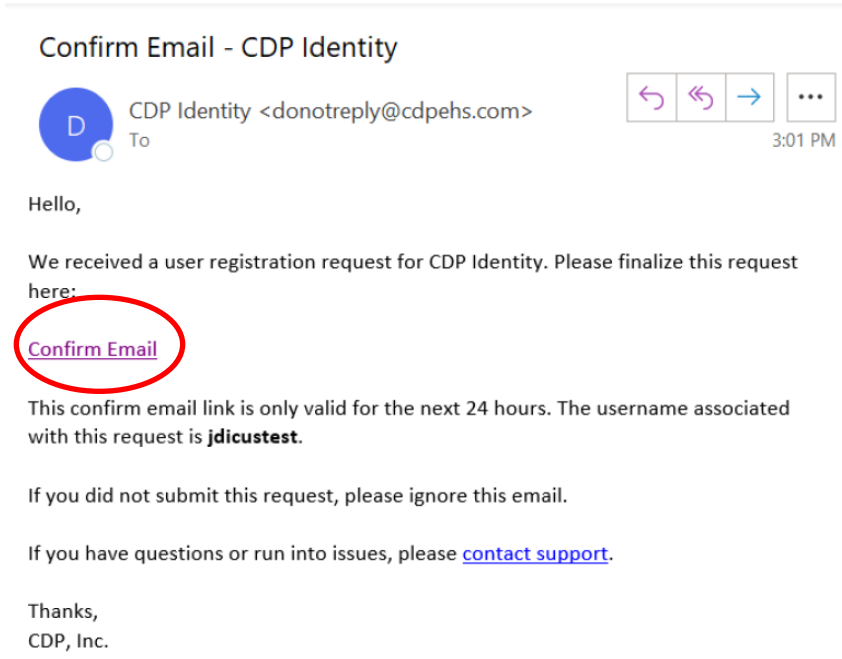 Confirm Email - CDP Identity
D
CDP Identity <donotreply@cdpehs.com>
To
3:01 PM
Hello,
We received a user registration request for CDP Identity. Please finalize this request
here:
Confirm Email
This confirm email link is only valid for the next 24 hours. The username associated
with this request is jdicustest.
If you did not submit this request, please ignore this email.
If you have questions or run into issues, please contact support.
Thanks,
CDP, Inc.